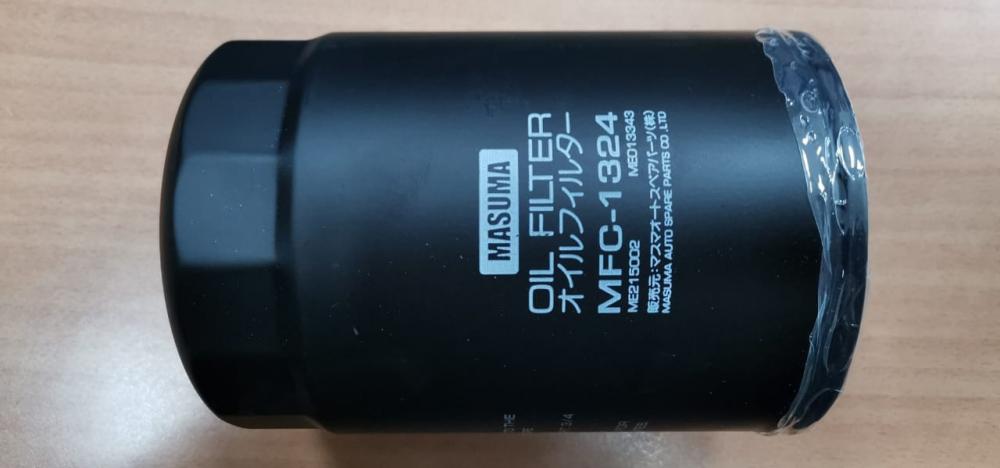 MASUMA
OIL FILTER
オイルフィルター
MFC-1324
ME215002 ME013343
販売元:マスマオートスペアパーツ(株)
MASUMA AUTO SPARE PARTS CO .,LTD